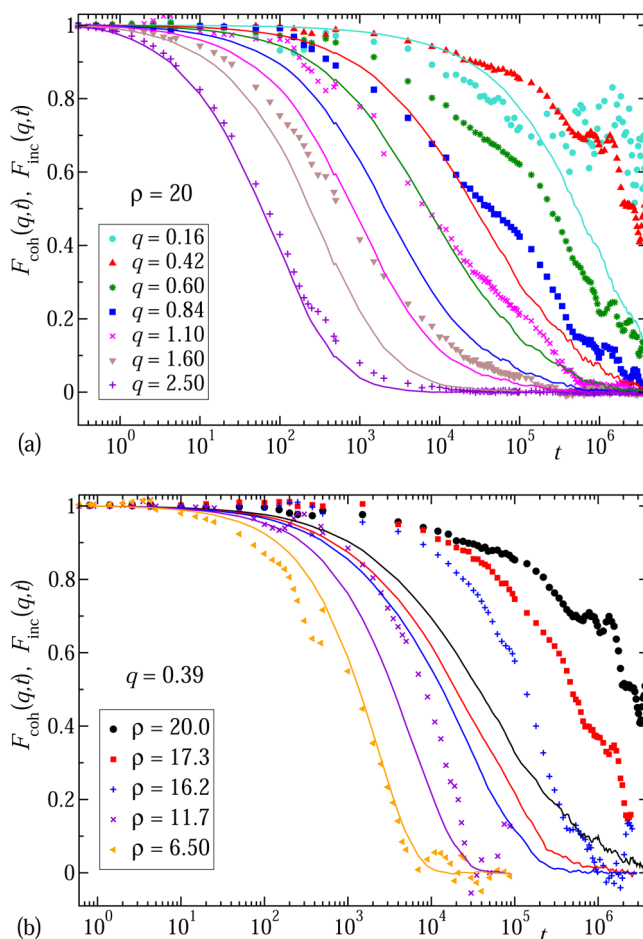 1
0.8
0.6
0.4
0.2
0
F_coh(q,t), F_inc(q,t)
ρ = 20
q = 0.16
q = 0.42
q = 0.60
q = 0.84
q = 1.10
q = 1.60
q = 2.50
10^0 10^1 10^2 10^3 10^4 10^5 t 10^6
(a)
1
0.8
0.6
0.4
0.2
0
F_coh(q,t), F_inc(q,t)
q = 0.39
ρ = 20.0
ρ = 17.3
ρ = 16.2
ρ = 11.7
ρ = 6.50
10^0 10^1 10^2 10^3 10^4 10^5 t 10^6
(b)